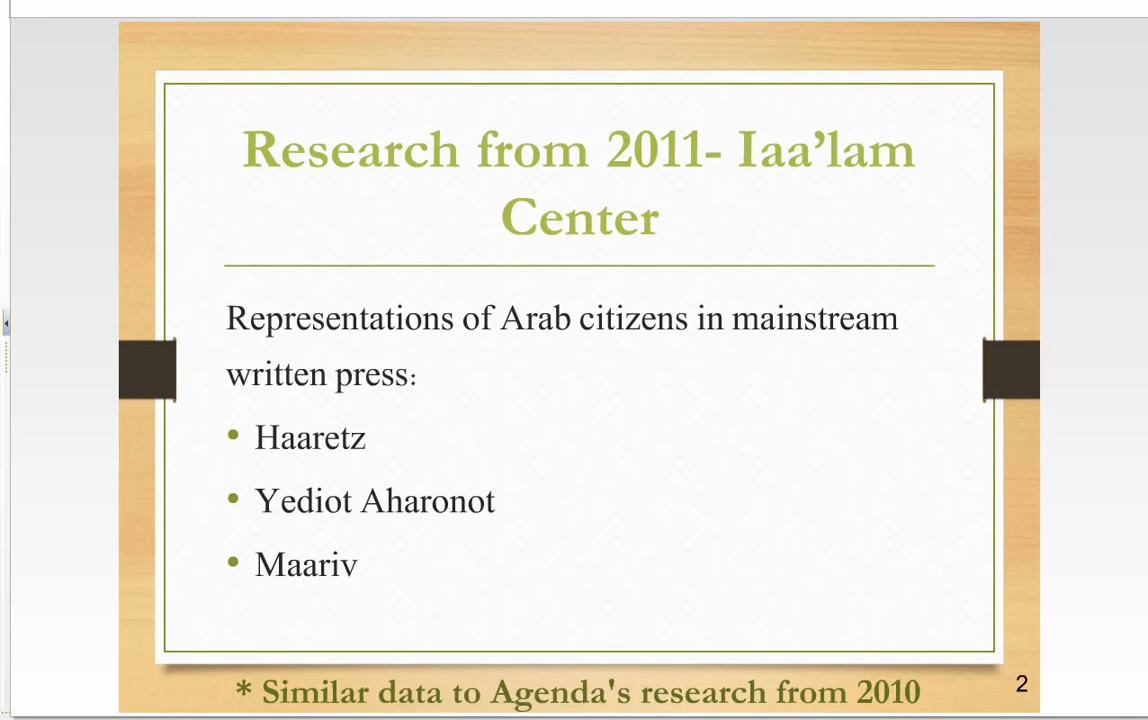 Research from 2011- Iaa’lam
Center
Representations of Arab citizens in mainstream
written press:
• Haaretz
• Yediot Aharonot
• Maariv
* Similar data to Agenda's research from 2010
2